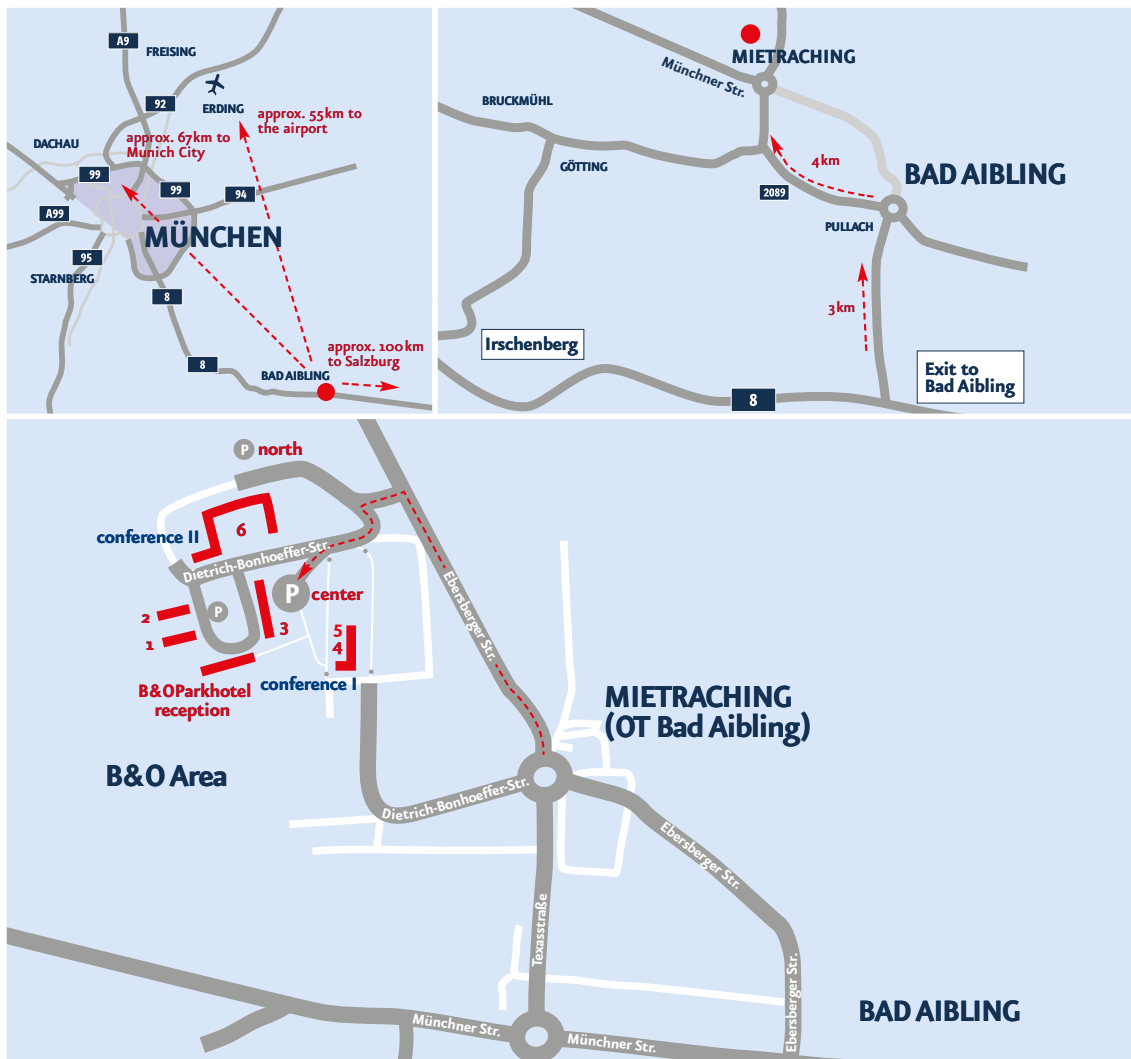 A9
FREISING
92
ERDING
approx. 55km to
the airport
DACHAU
approx. 67km to
Munich City
99
99
94
A99
MÜNCHEN
95
STARNBERG
8
8
approx. 100km
to Salzburg
BAD AIBLING
MIETRACHING
Münchner Str.
BRUCKMÜHL
GÖTTING
4km
BAD AIBLING
2089
PULLACH
3km
Irschenberg
Exit to
Bad Aibling
8
P north
6
conference II
Dietrich-Bonhoeffer-Str.
P center
P
2
1
3
5
4
Ebersberger Str.
B&OParkhotel
reception
conference I
MIETRACHING
(OT Bad Aibling)
B&O Area
Dietrich-Bonhoeffer-Str.
Ebersberger Str.
Texasstraße
Ebersberger Str.
BAD AIBLING
Münchner Str.
Münchner Str.